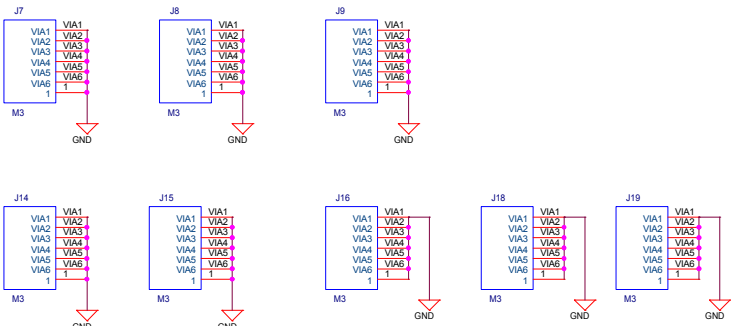 J7 J8 J9
VIA1 VIA1 VIA1 VIA1 VIA1 VIA1
VIA2 VIA2 VIA2 VIA2 VIA2 VIA2
VIA3 VIA3 VIA3 VIA3 VIA3 VIA3
VIA4 VIA4 VIA4 VIA4 VIA4 VIA4
VIA5 VIA5 VIA5 VIA5 VIA5 VIA5
VIA6 VIA6 VIA6 VIA6 VIA6 VIA6
1 1 1 1 1 1
M3 M3 M3
GND GND GND
J14 J15 J16 J18 J19
VIA1 VIA1 VIA1 VIA1 VIA1 VIA1 VIA1 VIA1 VIA1 VIA1
VIA2 VIA2 VIA2 VIA2 VIA2 VIA2 VIA2 VIA2 VIA2 VIA2
VIA3 VIA3 VIA3 VIA3 VIA3 VIA3 VIA3 VIA3 VIA3 VIA3
VIA4 VIA4 VIA4 VIA4 VIA4 VIA4 VIA4 VIA4 VIA4 VIA4
VIA5 VIA5 VIA5 VIA5 VIA5 VIA5 VIA5 VIA5 VIA5 VIA5
VIA6 VIA6 VIA6 VIA6 VIA6 VIA6 VIA6 VIA6 VIA6 VIA6
1 1 1 1 1 1 1 1 1 1
M3 M3 M3 M3 M3
GND GND GND GND GND